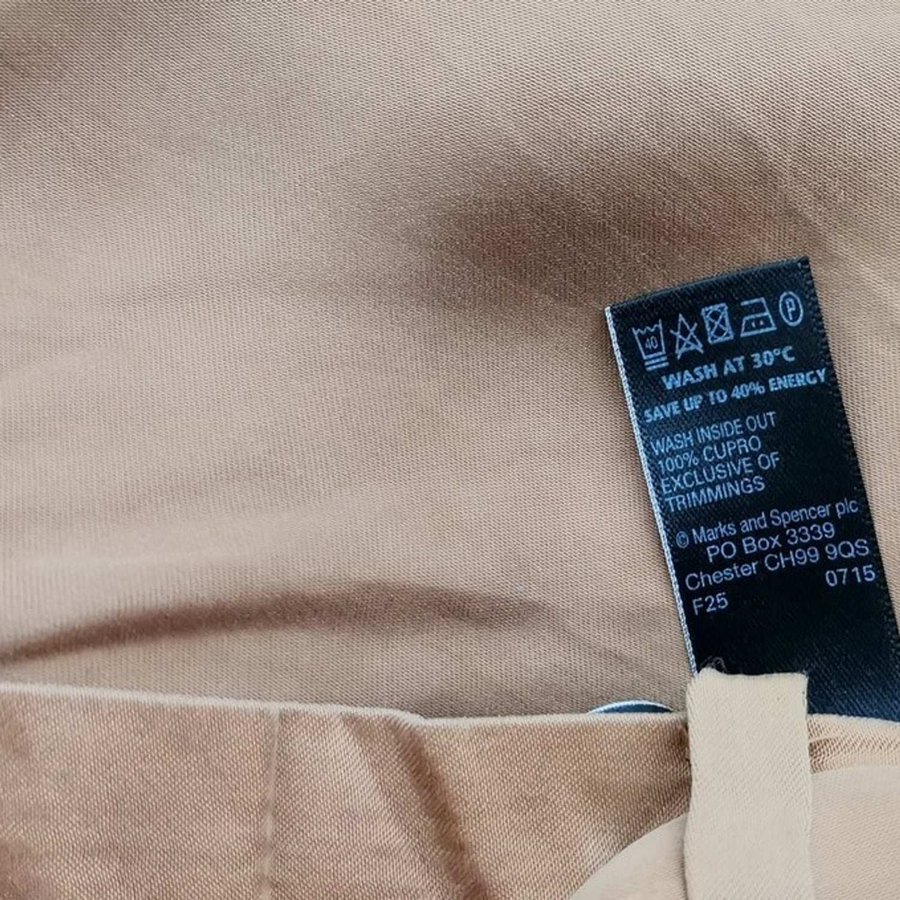 40 P
WASH AT 30°C
SAVE UP TO 40% ENERGY
WASH INSIDE OUT
100% CUPRO
EXCLUSIVE OF
TRIMMINGS
© Marks and Spencer plc
PO Box 3339
Chester CH99 9QS
0715
F25